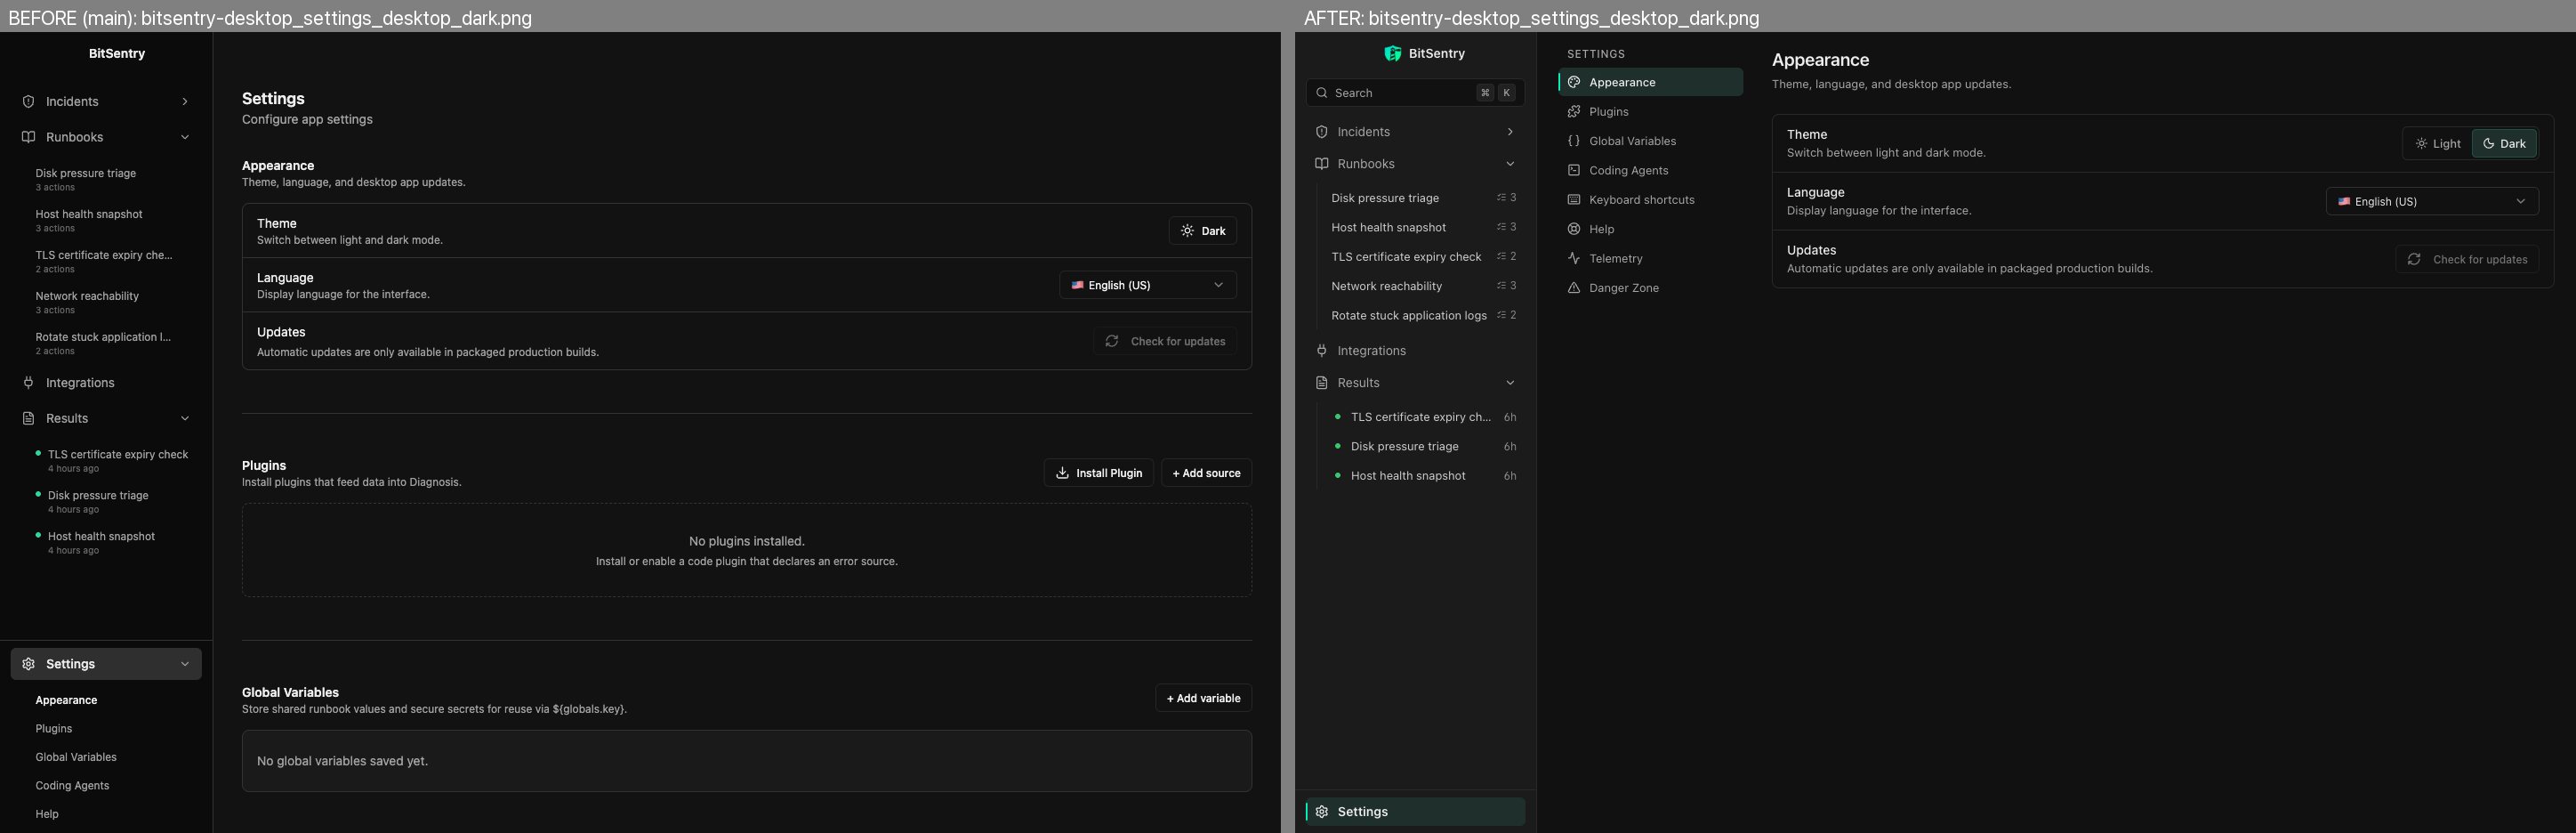 BEFORE (main): bitsentry-desktop_settings_desktop_dark.png
BitSentry
Incidents
Runbooks
Disk pressure triage
3 actions
Host health snapshot
3 actions
TLS certificate expiry che...
2 actions
Network reachability
3 actions
Rotate stuck application l...
2 actions
Integrations
Results
TLS certificate expiry check
4 hours ago
Disk pressure triage
4 hours ago
Host health snapshot
4 hours ago
Settings
Appearance
Plugins
Global Variables
Coding Agents
Help
Settings
Configure app settings
Appearance
Theme, language, and desktop app updates.
Theme
Switch between light and dark mode.
Dark
Language
Display language for the interface.
English (US)
Updates
Automatic updates are only available in packaged production builds.
Check for updates
Plugins
Install plugins that feed data into Diagnosis.
Install Plugin
+ Add source
No plugins installed.
Install or enable a code plugin that declares an error source.
Global Variables
Store shared runbook values and secure secrets for reuse via ${globals.key}.
+ Add variable
No global variables saved yet.
AFTER: bitsentry-desktop_settings_desktop_dark.png
BitSentry
Search
⌘ K
Incidents
Runbooks
Disk pressure triage 3
Host health snapshot 3
TLS certificate expiry check 2
Network reachability 3
Rotate stuck application logs 2
Integrations
Results
TLS certificate expiry ch... 6h
Disk pressure triage 6h
Host health snapshot 6h
Settings
SETTINGS
Appearance
Plugins
Global Variables
Coding Agents
Keyboard shortcuts
Help
Telemetry
Danger Zone
Appearance
Theme, language, and desktop app updates.
Theme
Switch between light and dark mode.
Light
Dark
Language
Display language for the interface.
English (US)
Updates
Automatic updates are only available in packaged production builds.
Check for updates